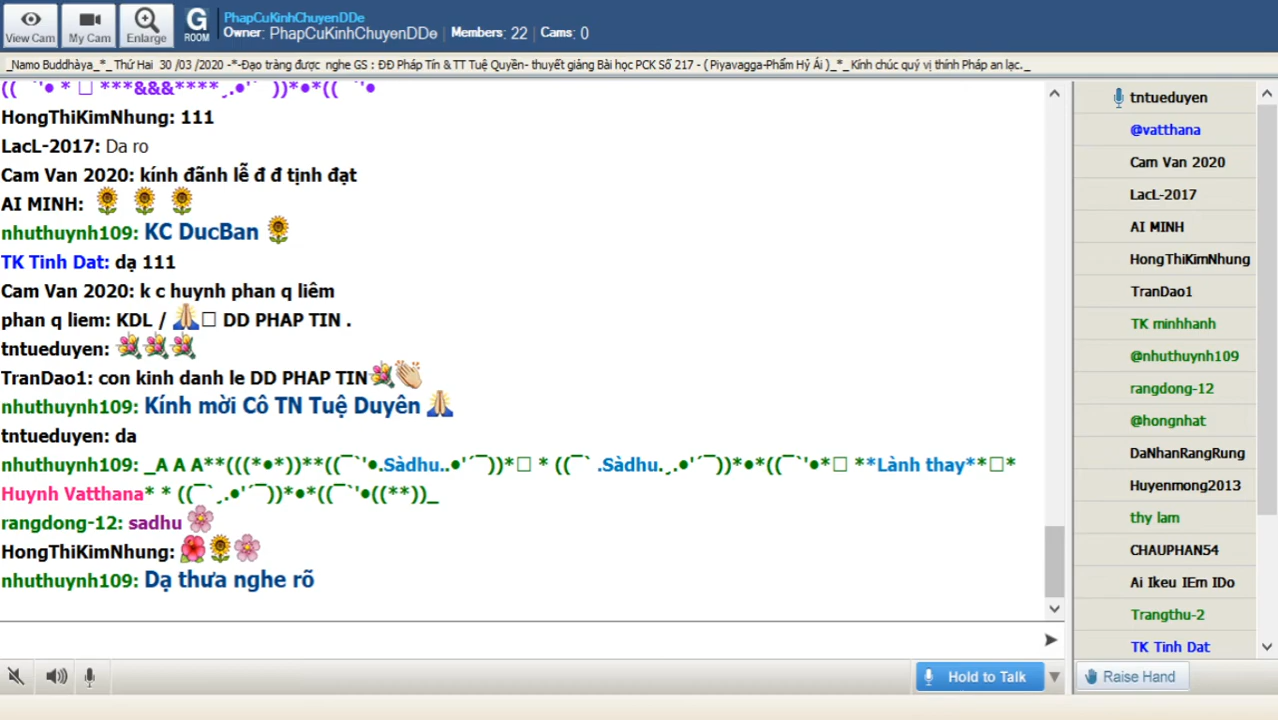 View Cam
My Cam
Enlarge
G
ROOM
PhapCuKinhChuyenDDe
Owner: PhapCuKinhChuyenDDe
Members: 22
Cams: 0
_Namo Buddhàya_*_ Thứ Hai 30 /03 /2020 -*-Đạo tràng được nghe GS : ĐĐ Pháp Tín & TT Tuệ Quyền- thuyết giảng Bài học PCK Số 217 - ( Piyavagga-Phẩm Hỷ Ái )_*_ Kính chúc quý vị thính Pháp an lạc._
((¯`'• * □ ***&&&****¸.•'´¯))*•*((¯`'•
HongThiKimNhung: 111
LacL-2017: Da ro
Cam Van 2020: kính đãnh lễ đ đ tịnh đạt
AI MINH: 🌻 🌻 🌻
nhuthuynh109: KC DucBan 🌻
TK Tinh Dat: dạ 111
Cam Van 2020: k c huynh phan q liêm
phan q liem: KDL / 🙏□ DD PHAP TIN .
tntueduyen: 💐💐💐
TranDao1: con kinh danh le DD PHAP TIN💐👏
nhuthuynh109: Kính mời Cô TN Tuệ Duyên 🙏
tntueduyen: da
nhuthuynh109: _A A A**(((*•*))**((¯`'•.Sàdhu..•'´¯))*□ * ((¯` .Sàdhu.¸.•'´¯))*•*((¯`'•*□ **Lành thay**□*
Huynh Vatthana* * ((¯`¸.•'´¯))*•*((¯`'•((**))_
rangdong-12: sadhu 🌸
HongThiKimNhung: 🌺🌻🌸
nhuthuynh109: Dạ thưa nghe rõ
Hold to Talk
tntueduyen
@vatthana
Cam Van 2020
LacL-2017
AI MINH
HongThiKimNhung
TranDao1
TK minhhanh
@nhuthuynh109
rangdong-12
@hongnhat
DaNhanRangRung
Huyenmong2013
thy lam
CHAUPHAN54
Ai Ikeu IEm IDo
Trangthu-2
TK Tinh Dat
Raise Hand